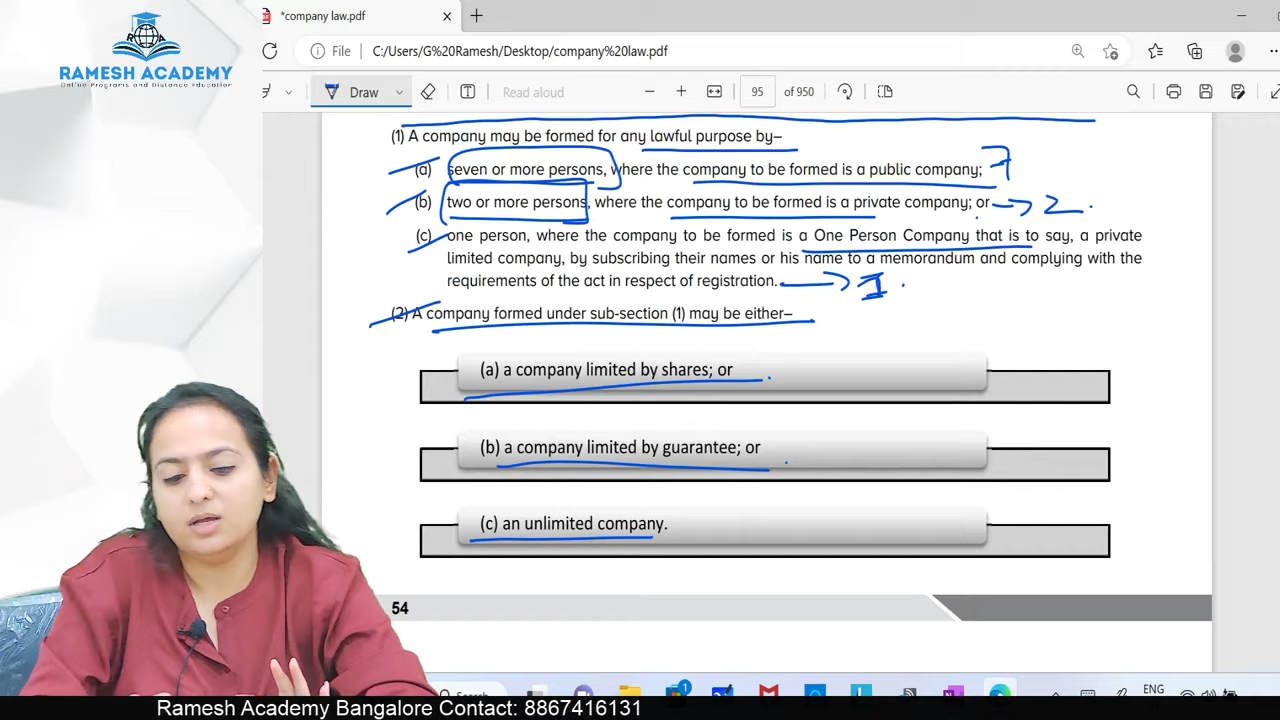 *company law.pdf
RAMESH ACADEMY
Online Programs and Distance Education
File
C:/Users/G%20Ramesh/Desktop/company%20law.pdf
Draw
Read aloud
95 of 950
(1) A company may be formed for any lawful purpose by–
(a) seven or more persons, where the company to be formed is a public company; 7
(b) two or more persons, where the company to be formed is a private company; or → 2
(c) one person, where the company to be formed is a One Person Company that is to say, a private
limited company, by subscribing their names or his name to a memorandum and complying with the
requirements of the act in respect of registration. → 1
(2) A company formed under sub-section (1) may be either–
(a) a company limited by shares; or
(b) a company limited by guarantee; or
(c) an unlimited company.
54
Search
1
ENG
Ramesh Academy Bangalore Contact: 8867416131